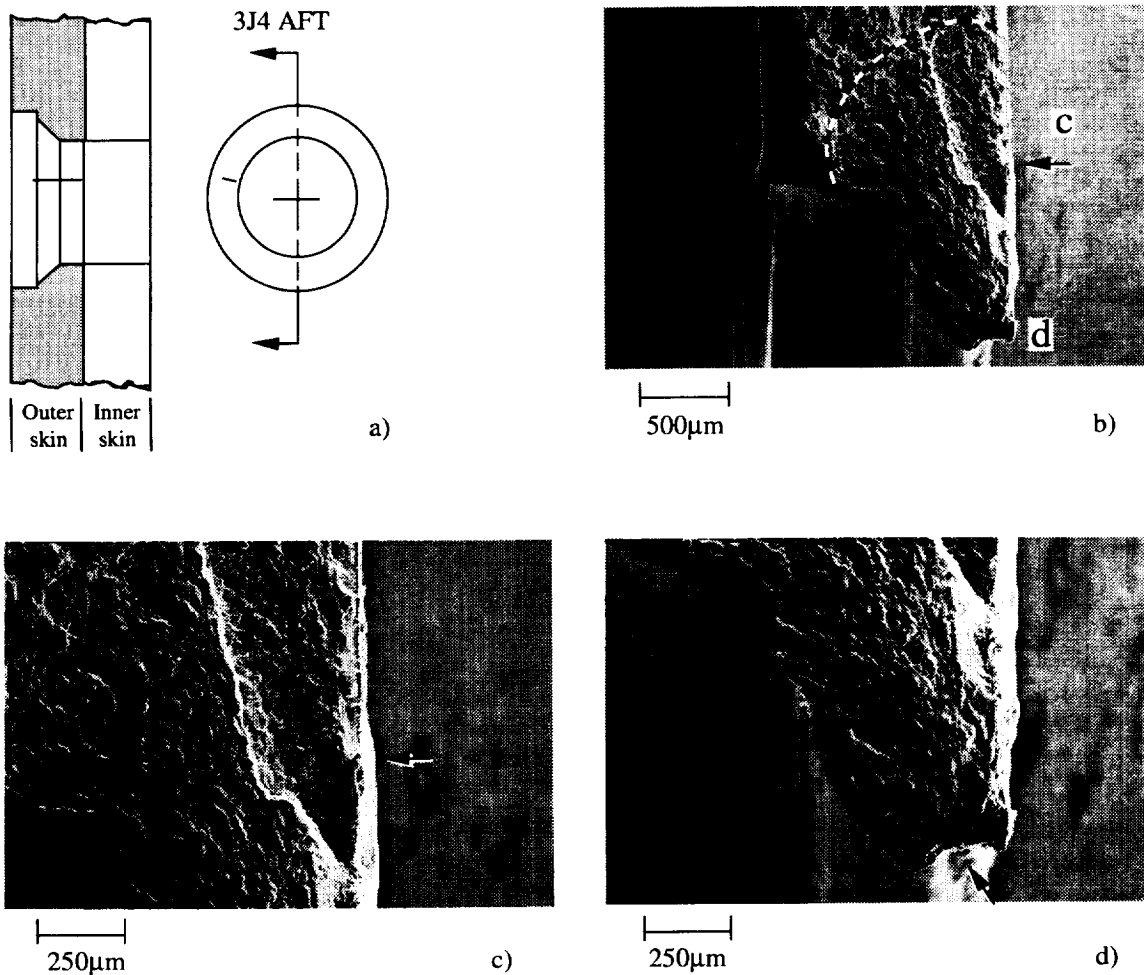 3J4 AFT
Outer
skin
Inner
skin
a)
c
d
500µm
b)
250µm
c)
250µm
d)